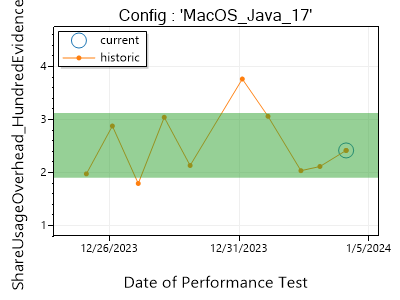 Config : 'MacOS_Java_17'
current
historic
ShareUsageOverhead_HundredEvidence
4
3
2
1
12/26/2023
12/31/2023
1/5/2024
Date of Performance Test